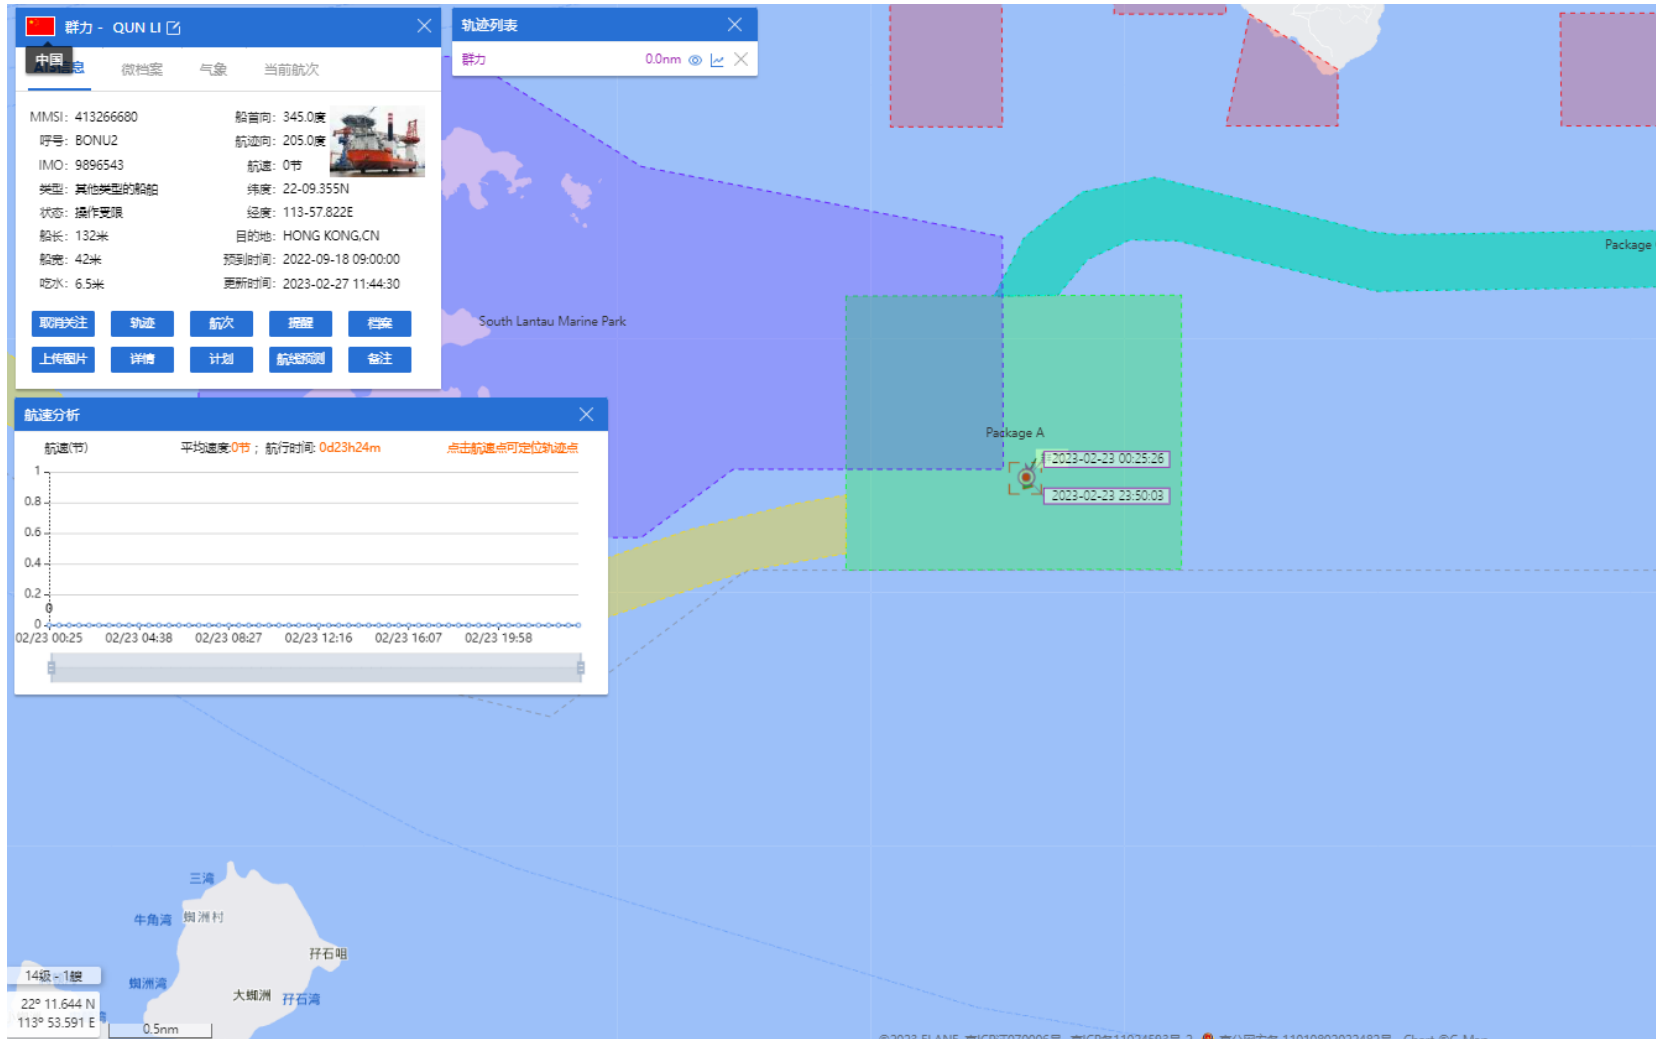 群力 - QUN LI
中国
信息
微档案
气象
当前航次
MMSI: 413266680
船首向: 345.0度
呼号: BONU2
航迹向: 205.0度
IMO: 9896543
航速: 0节
类型: 其他类型的船舶
纬度: 22-09.355N
状态: 操作受限
经度: 113-57.822E
船长: 132米
目的地: HONG KONG,CN
船宽: 42米
预到时间: 2022-09-18 09:00:00
吃水: 6.5米
更新时间: 2023-02-27 11:44:30
取消关注
轨迹
航次
提醒
档案
上传图片
详情
计划
航线预测
备注
轨迹列表
群力
0.0nm
航速分析
航速(节)
平均速度:0节； 航行时间: 0d23h24m
点击航速点可定位轨迹点
1
0.8
0.6
0.4
0.2
0
0
02/23 00:25
02/23 04:38
02/23 08:27
02/23 12:16
02/23 16:07
02/23 19:58
South Lantau Marine Park
Package
Package A
2023-02-23 00:25:26
2023-02-23 23:50:03
三湾
牛角湾
蜘洲村
孖石咀
蜘洲湾
大蜘洲
孖石湾
14级 - 1艘
22° 11.644 N
113° 53.591 E
0.5nm